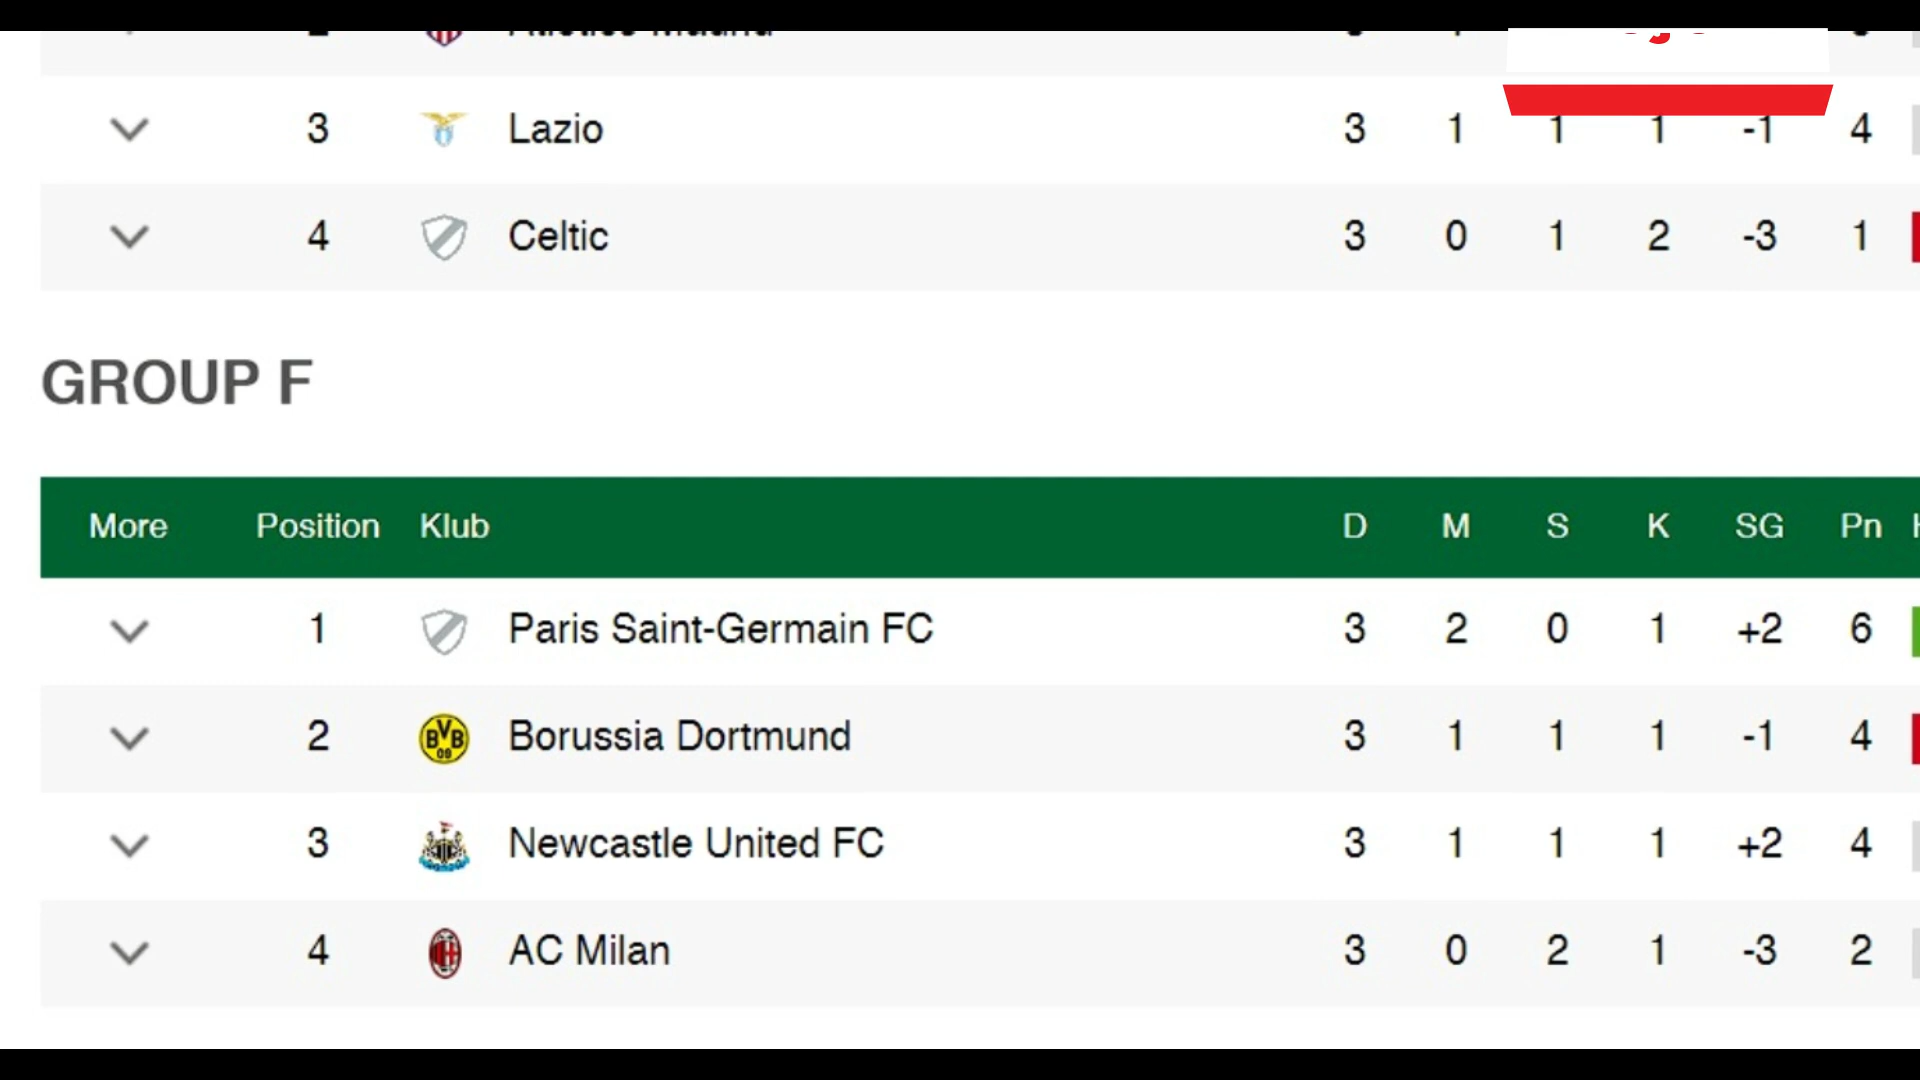 3 Lazio 3 1 1 1 -1 4
4 Celtic 3 0 1 2 -3 1
GROUP F
More Position Klub D M S K SG Pn
1 Paris Saint-Germain FC 3 2 0 1 +2 6
2 Borussia Dortmund 3 1 1 1 -1 4
3 Newcastle United FC 3 1 1 1 +2 4
4 AC Milan 3 0 2 1 -3 2